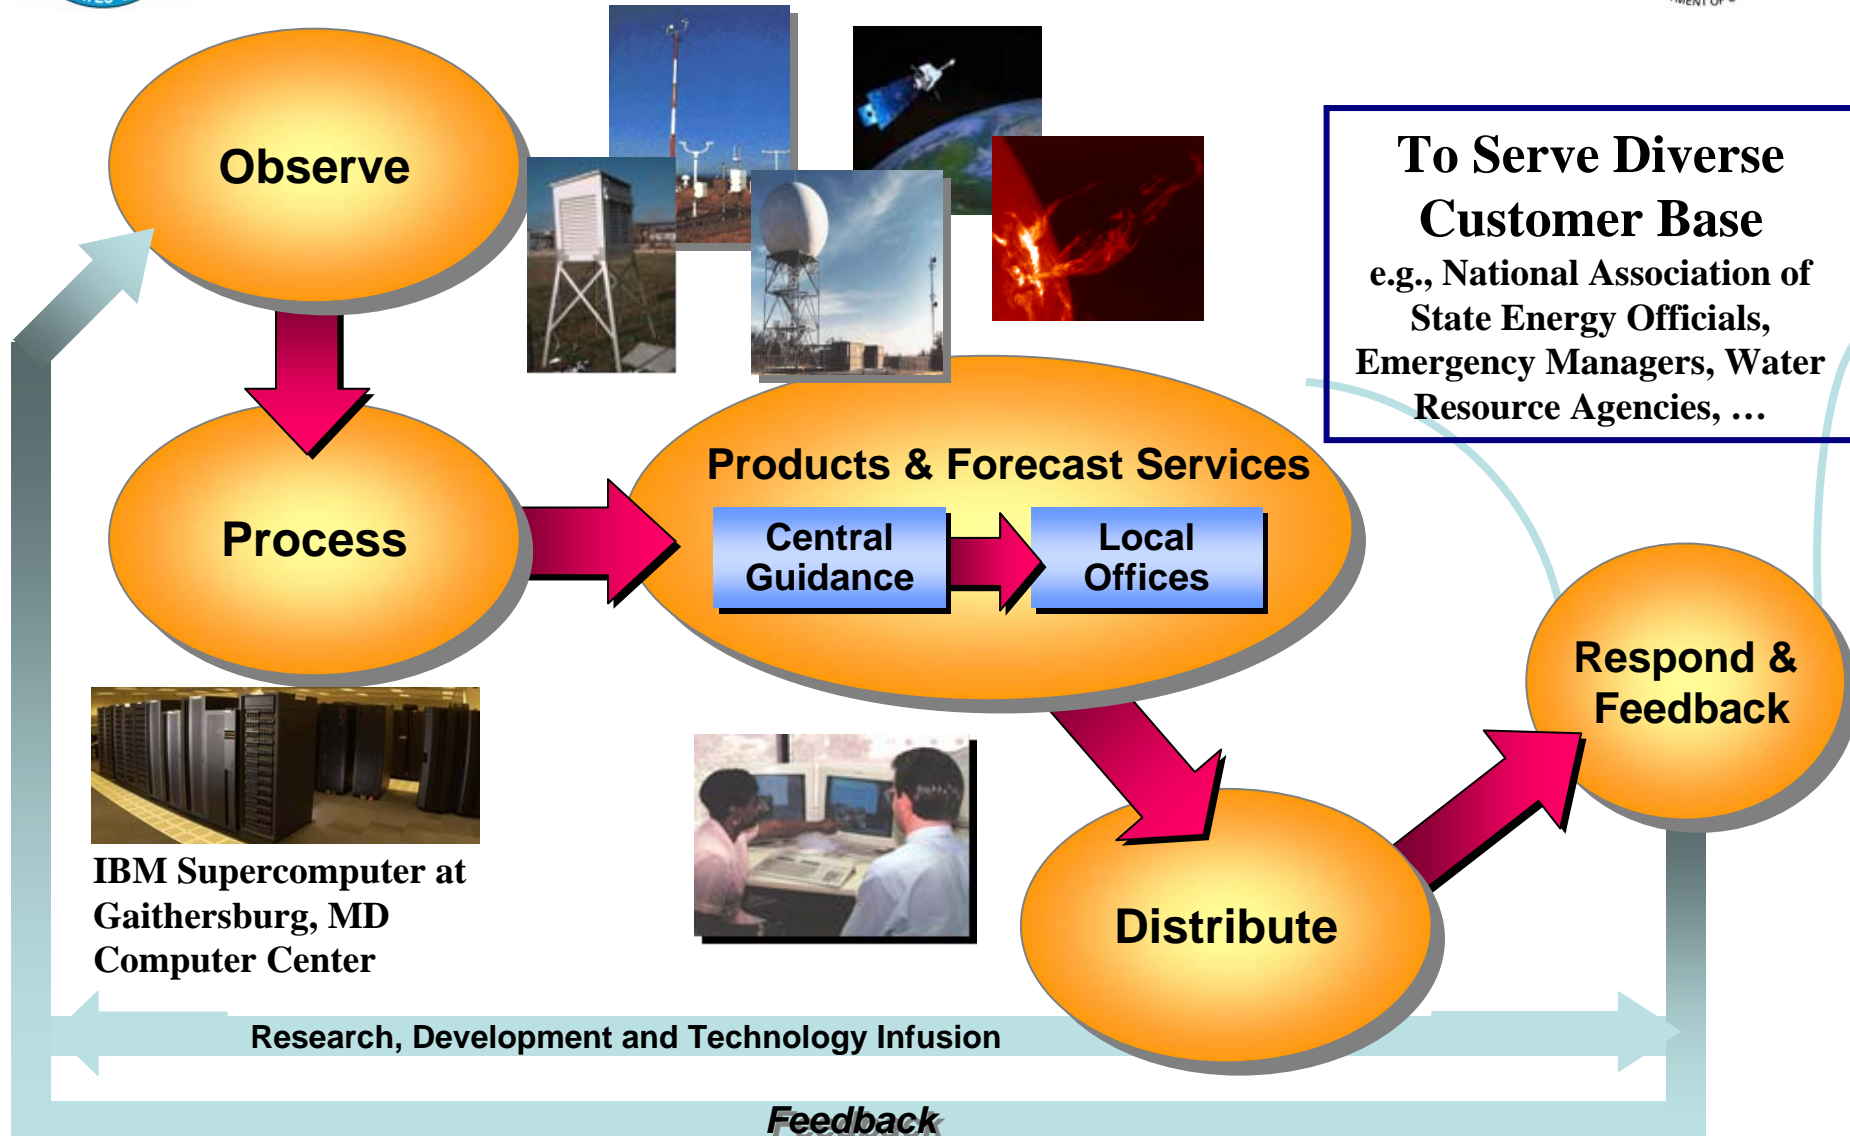 Observe
To Serve Diverse
Customer Base
e.g., National Association of
State Energy Officials,
Emergency Managers, Water
Resource Agencies, …
Process
Products & Forecast Services
Central
Guidance
Local
Offices
Respond &
Feedback
IBM Supercomputer at
Gaithersburg, MD
Computer Center
Distribute
Research, Development and Technology Infusion
Feedback